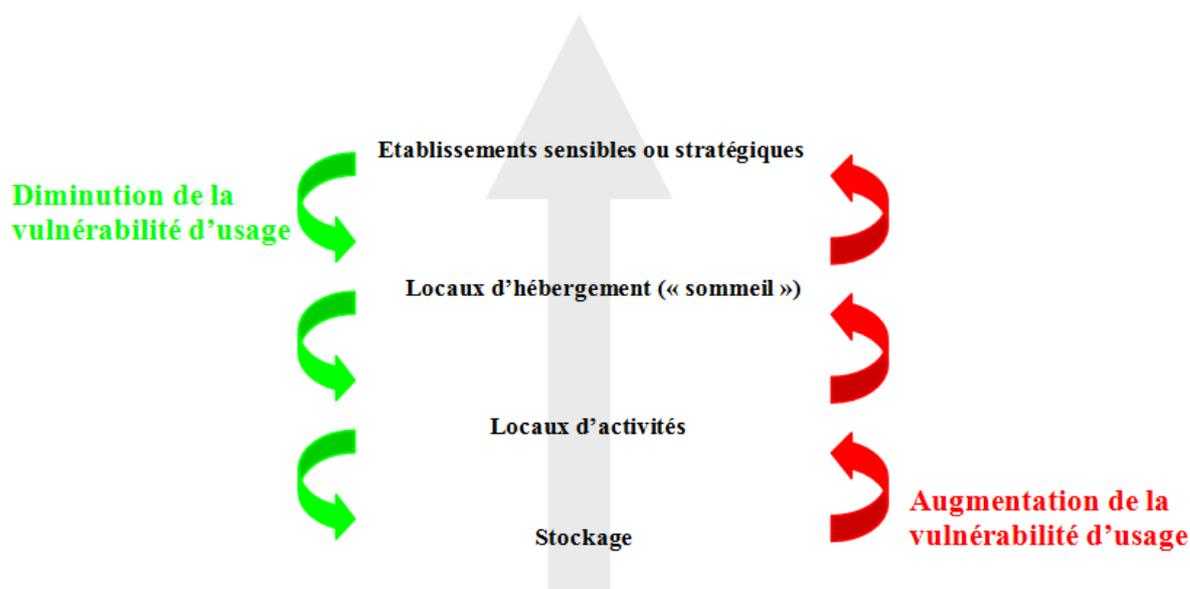 Etablissements sensibles ou stratégiques
Diminution de la
vulnérabilité d’usage
Locaux d’hébergement (« sommeil »)
Locaux d’activités
Augmentation de la
vulnérabilité d’usage
Stockage